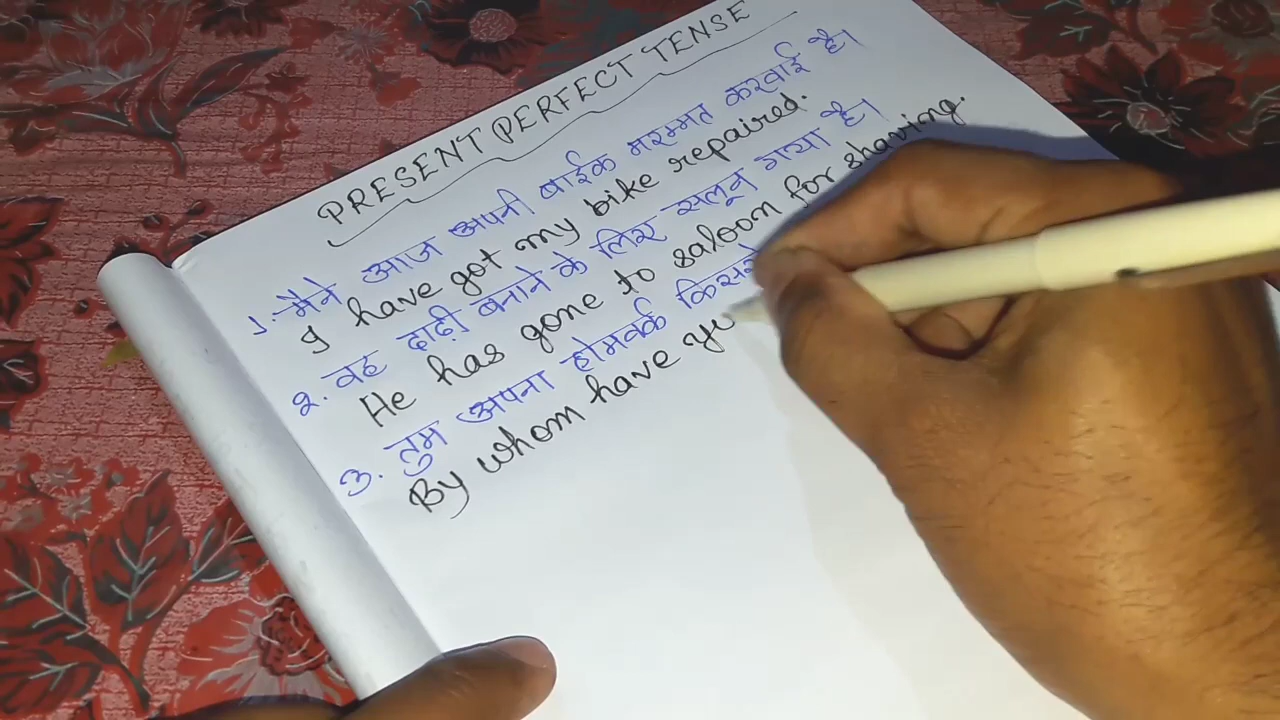 PRESENT PERFECT TENSE
1. मैने आज अपनी बाईक मरम्मत करवाई है।
I have got my bike repaired.
2. वह दाढ़ी बनाने के लिए सलून गया है।
He has gone to saloon for shaving.
3. तुम अपना होमवर्क किसने
By whom have yo